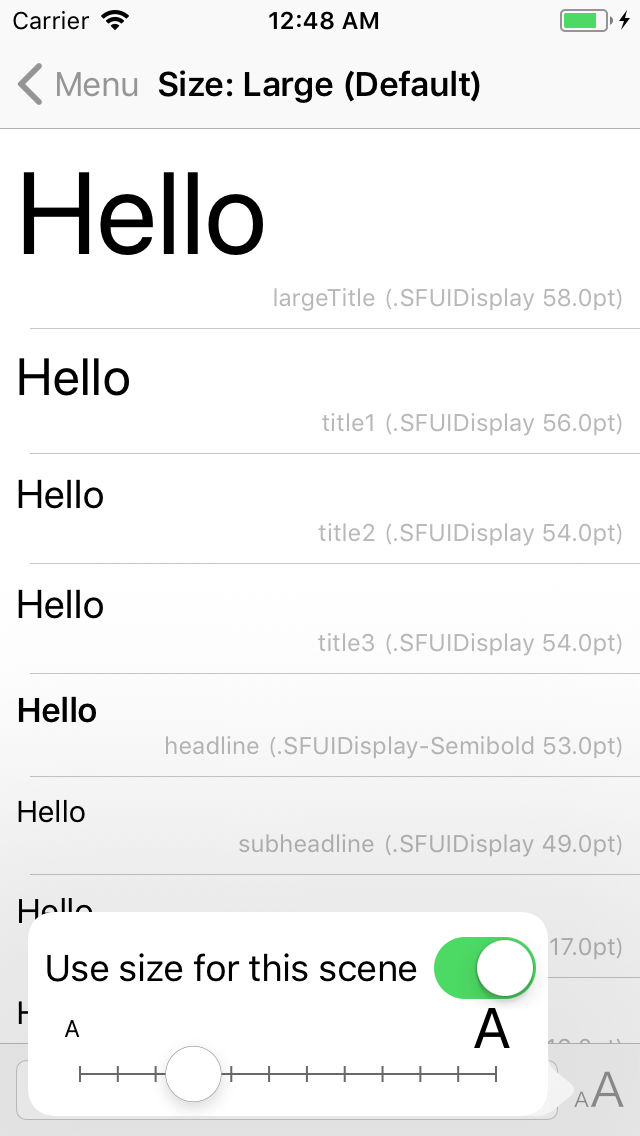 Carrier 12:48 AM
Menu Size: Large (Default)
Hello
largeTitle (.SFUIDisplay 58.0pt)
Hello
title1 (.SFUIDisplay 56.0pt)
Hello
title2 (.SFUIDisplay 54.0pt)
Hello
title3 (.SFUIDisplay 54.0pt)
Hello
headline (.SFUIDisplay-Semibold 53.0pt)
Hello
subheadline (.SFUIDisplay 49.0pt)
Hello
17.0pt)
Use size for this scene
A A
AA